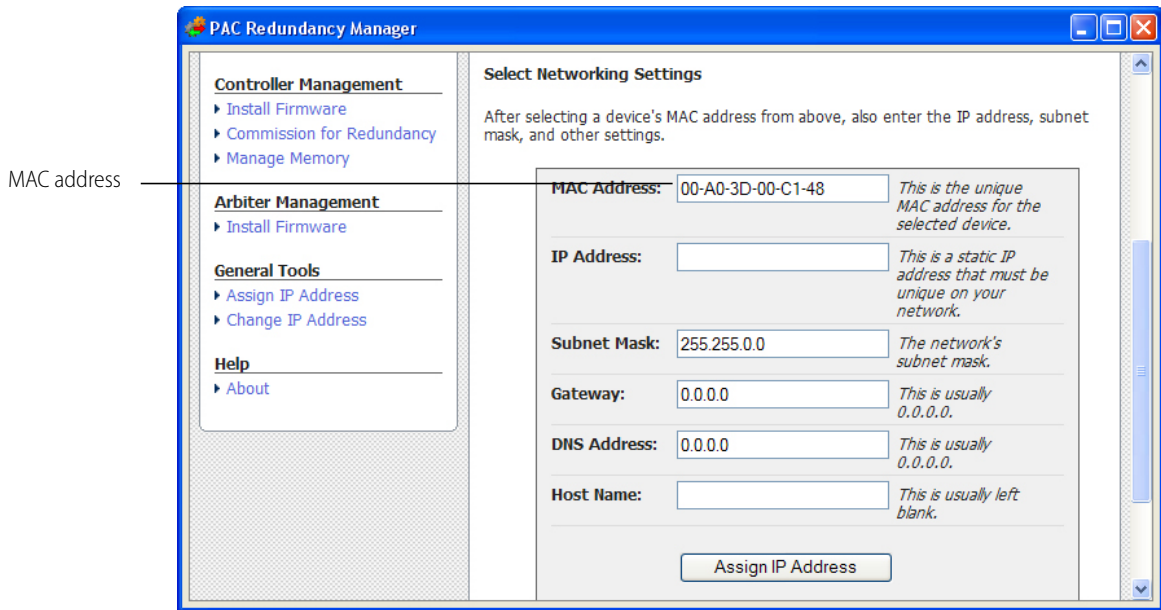 PAC Redundancy Manager
Controller Management
Install Firmware
Commission for Redundancy
Manage Memory
Arbiter Management
Install Firmware
General Tools
Assign IP Address
Change IP Address
Help
About
MAC address
Select Networking Settings
After selecting a device's MAC address from above, also enter the IP address, subnet
mask, and other settings.
MAC Address: 00-A0-3D-00-C1-48 This is the unique
MAC address for the
selected device.
IP Address: This is a static IP
address that must be
unique on your
network.
Subnet Mask: 255.255.0.0 The network's
subnet mask.
Gateway: 0.0.0.0 This is usually
0.0.0.0.
DNS Address: 0.0.0.0 This is usually
0.0.0.0.
Host Name: This is usually left
blank.
Assign IP Address